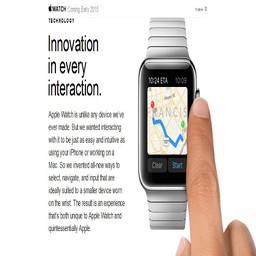 WATCH Coming Early 2015
TECHNOLOGY
Innovation
in every
interaction.
Apple Watch is unlike any device we've
ever made. But we wanted interacting
with it to be just as easy and intuitive as
using your iPhone or working on a
Mac. So we invented all-new ways to
select, navigate, and input that are
ideally suited to a smaller device worn
on the wrist. The result is an experience
that's both unique to Apple Watch and
quintessentially Apple.
10:24 ETA 10:09
RANCIS
Clear Start